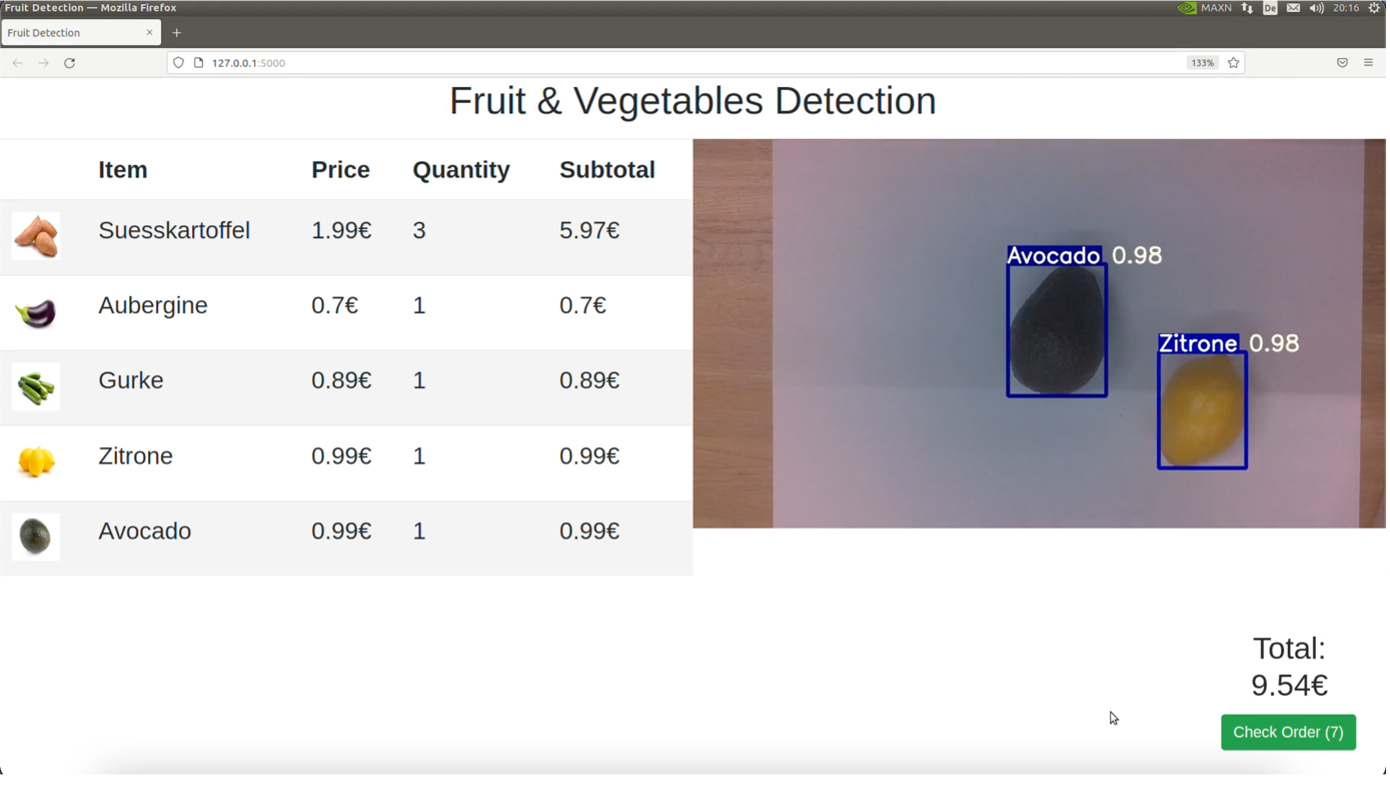 Fruit Detection — Mozilla Firefox
MAXN De 20:16
Fruit Detection × +
127.0.0.1:5000 133%
Fruit & Vegetables Detection
Item Price Quantity Subtotal
Suesskartoffel 1.99€ 3 5.97€
Aubergine 0.7€ 1 0.7€
Gurke 0.89€ 1 0.89€
Zitrone 0.99€ 1 0.99€
Avocado 0.99€ 1 0.99€
Avocado 0.98
Zitrone 0.98
Total:
9.54€
Check Order (7)